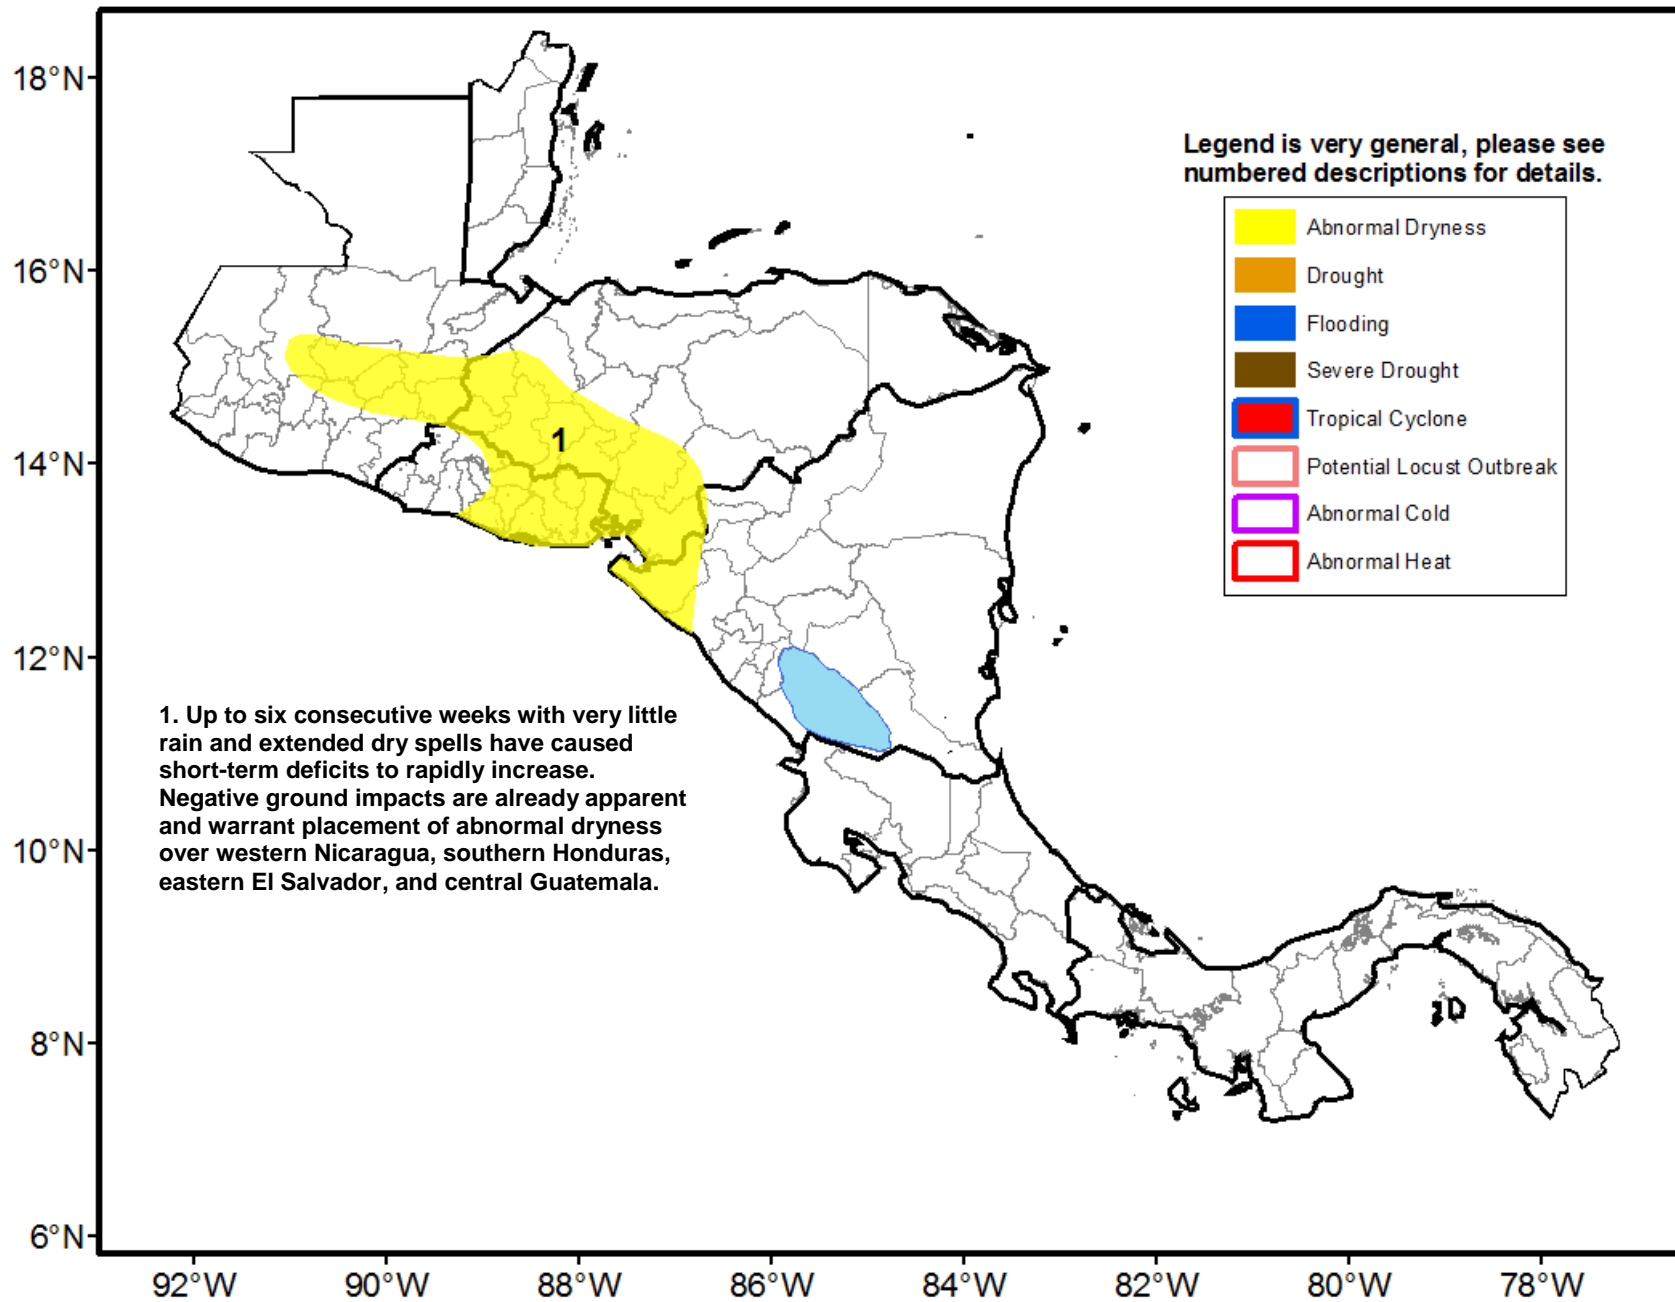 18°N
16°N
14°N
12°N
10°N
8°N
6°N
92°W
90°W
88°W
86°W
84°W
82°W
80°W
78°W
Legend is very general, please see
numbered descriptions for details.
Abnormal Dryness
Drought
Flooding
Severe Drought
Tropical Cyclone
Potential Locust Outbreak
Abnormal Cold
Abnormal Heat
1
1. Up to six consecutive weeks with very little
rain and extended dry spells have caused
short-term deficits to rapidly increase.
Negative ground impacts are already apparent
and warrant placement of abnormal dryness
over western Nicaragua, southern Honduras,
eastern El Salvador, and central Guatemala.